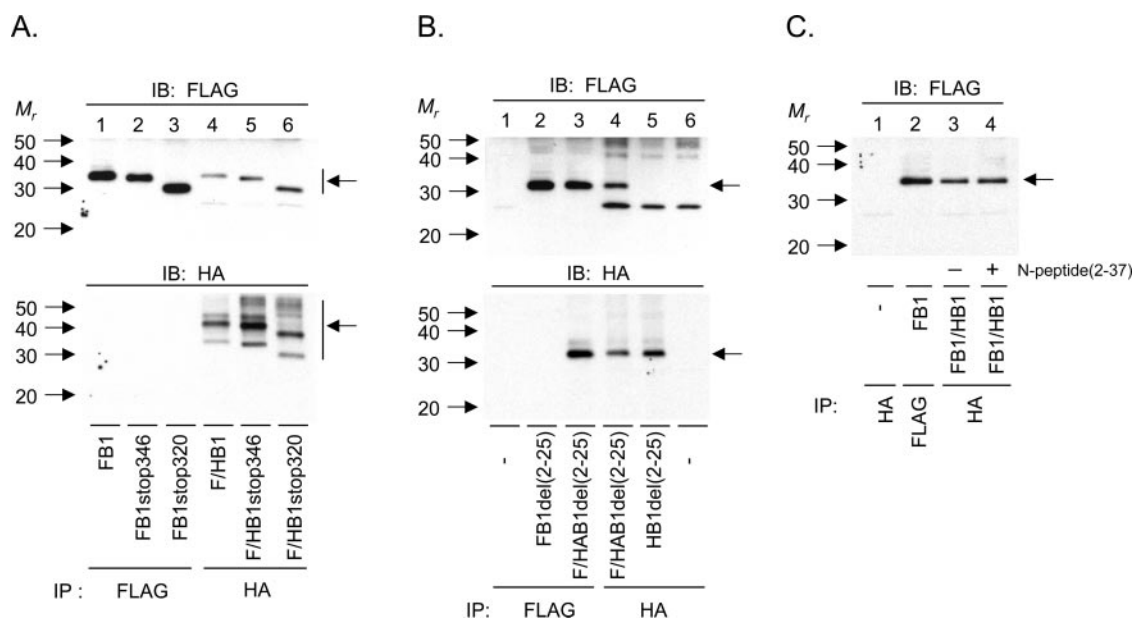 A.
IB: FLAG
Mr
1 2 3 4 5 6
50
40
30
20
IB: HA
50
40
30
20
FB1
FB1stop346
FB1stop320
F/HB1
F/HB1stop346
F/HB1stop320
IP : FLAG HA
B.
IB: FLAG
Mr
1 2 3 4 5 6
50
40
30
20
IB: HA
50
40
30
20
-
FB1del(2-25)
F/HAB1del(2-25)
F/HAB1del(2-25)
HB1del(2-25)
-
IP: FLAG HA
C.
IB: FLAG
Mr
1 2 3 4
50
40
30
20
− + N-peptide(2-37)
-
FB1
FB1/HB1
FB1/HB1
IP: HA FLAG HA